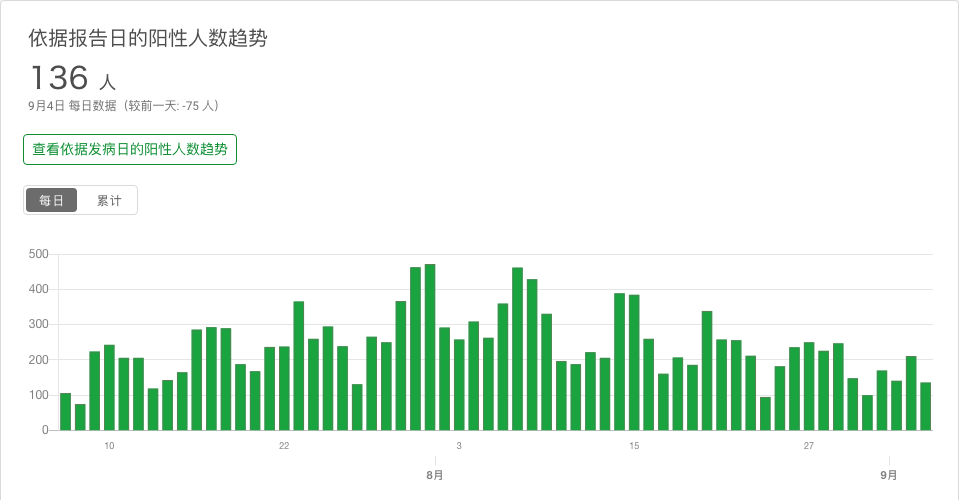 依据报告日的阳性人数趋势
136 人
9月4日 每日数据（较前一天: -75 人）
查看依据发病日的阳性人数趋势
每日 累计
500
400
300
200
100
0
10 22 3 15 27
8月 9月